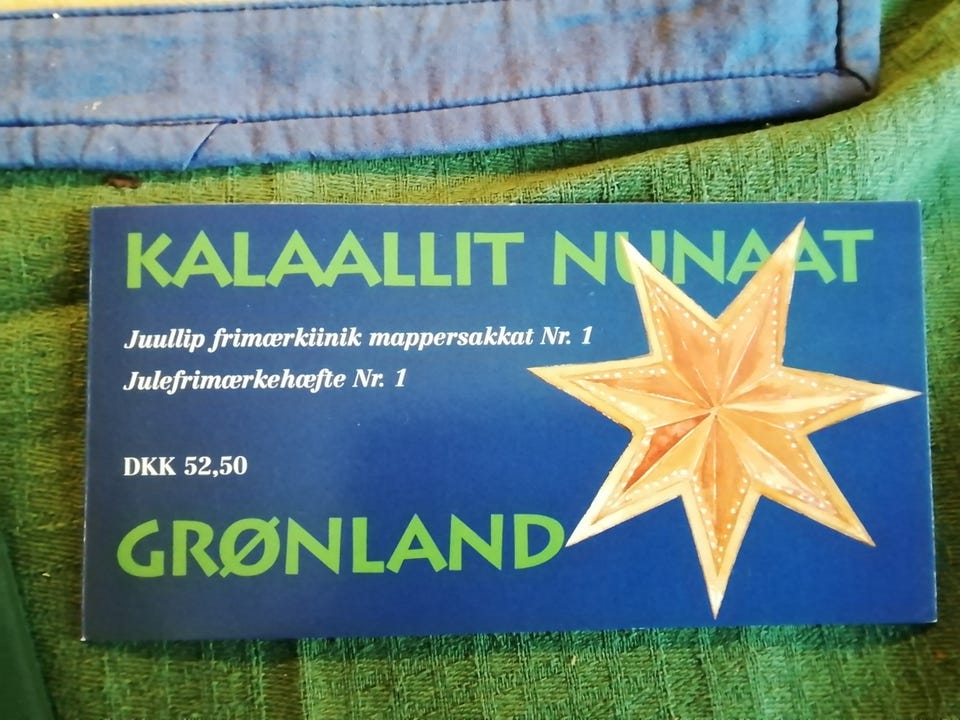 KALAALLIT NUNAAT
Juullip frimærkiinik mappersakkat Nr. 1
Julefrimærkehæfte Nr. 1
DKK 52,50
GRØNLAND